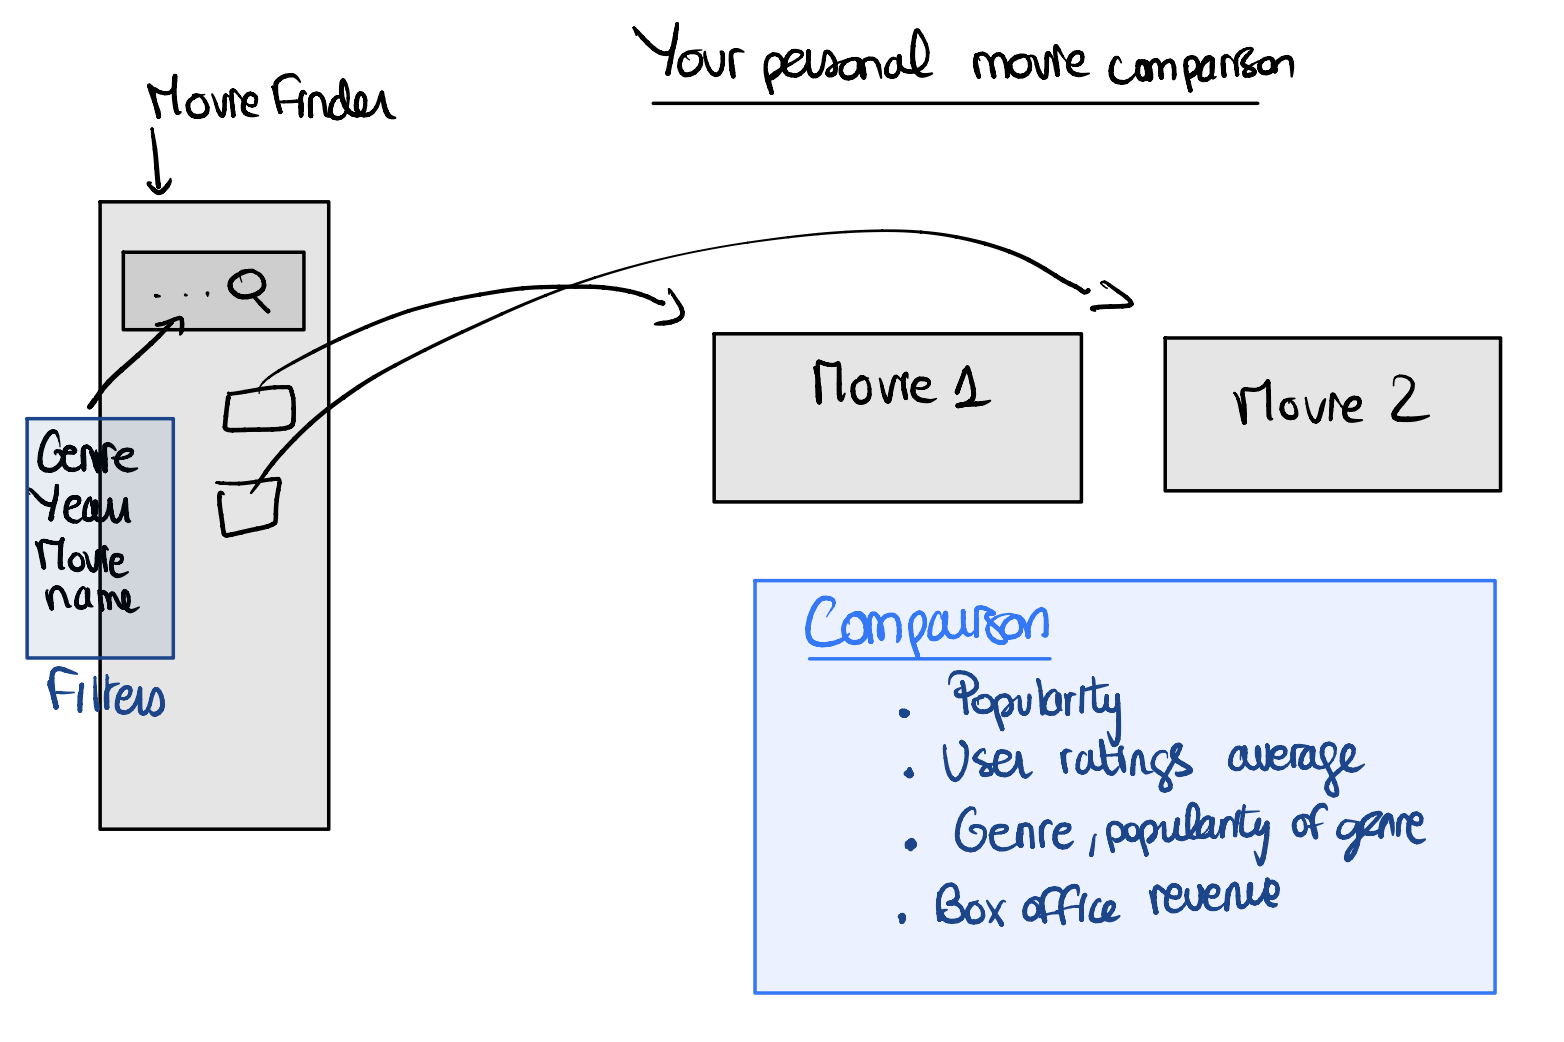 Your personal movie comparison
Movie Finder
...
Movie 1
Movie 2
Genre
Year
Movie
name
Filters
Comparison
• Popularity
• User ratings average
• Genre, popularity of genre
• Box office revenue